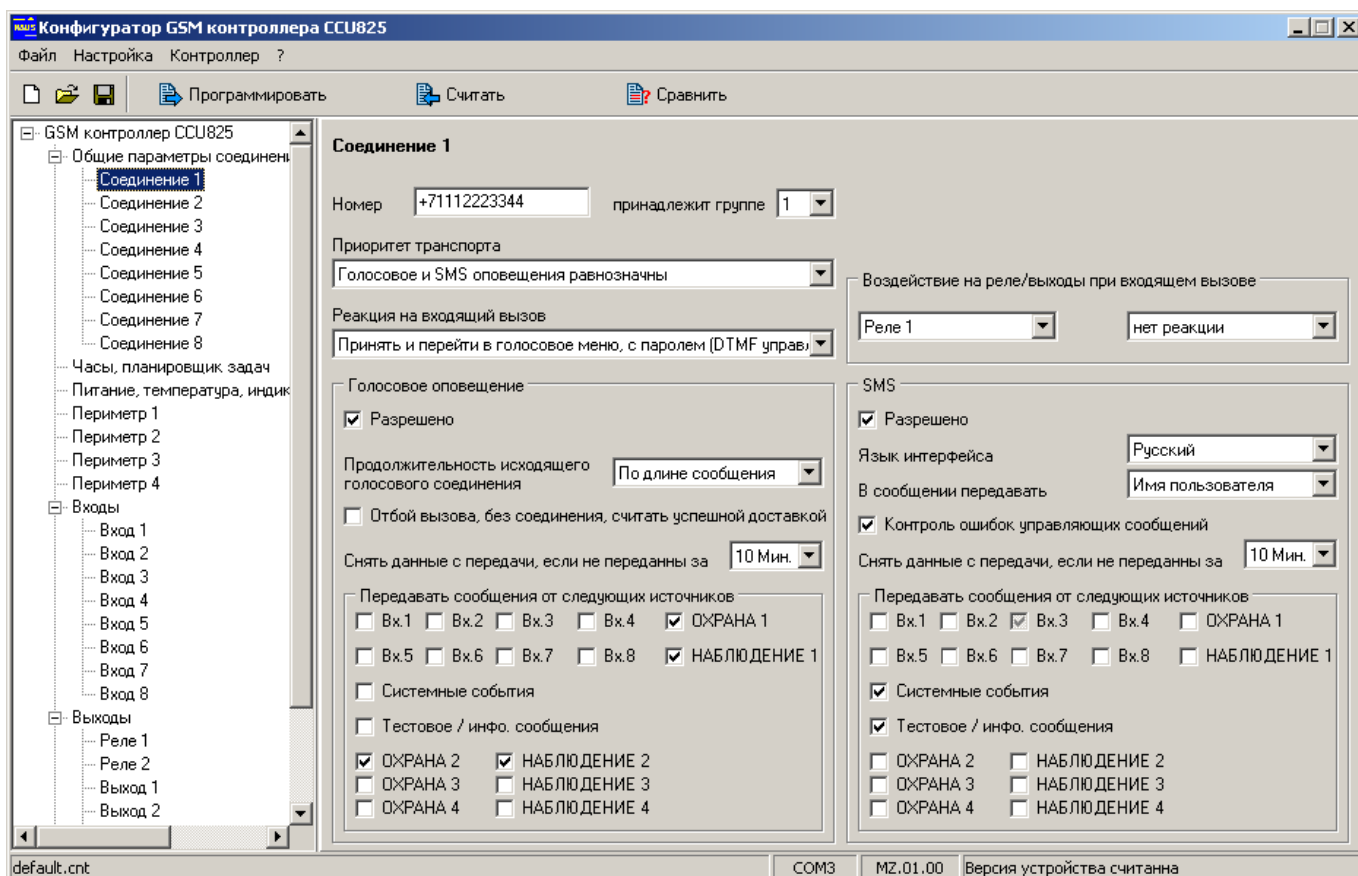 Конфигуратор GSM контроллера CCU825
Файл Настройка Контроллер ?
Программировать Считать Сравнить
GSM контроллер CCU825
Общие параметры соединени
Соединение 1
Соединение 2
Соединение 3
Соединение 4
Соединение 5
Соединение 6
Соединение 7
Соединение 8
Часы, планировщик задач
Питание, температура, индик
Периметр 1
Периметр 2
Периметр 3
Периметр 4
Входы
Вход 1
Вход 2
Вход 3
Вход 4
Вход 5
Вход 6
Вход 7
Вход 8
Выходы
Реле 1
Реле 2
Выход 1
Выход 2
Соединение 1
Номер +71112223344 принадлежит группе 1
Приоритет транспорта
Голосовое и SMS оповещения равнозначны
Реакция на входящий вызов
Принять и перейти в голосовое меню, с паролем (DTMF управл
Воздействие на реле/выходы при входящем вызове
Реле 1 нет реакции
Голосовое оповещение
Разрешено
Продолжительность исходящего
голосового соединения
По длине сообщения
Отбой вызова, без соединения, считать успешной доставкой
Снять данные с передачи, если не переданны за 10 Мин.
Передавать сообщения от следующих источников
Вх.1 Вх.2 Вх.3 Вх.4 ОХРАНА 1
Вх.5 Вх.6 Вх.7 Вх.8 НАБЛЮДЕНИЕ 1
Системные события
Тестовое / инфо. сообщения
ОХРАНА 2 НАБЛЮДЕНИЕ 2
ОХРАНА 3 НАБЛЮДЕНИЕ 3
ОХРАНА 4 НАБЛЮДЕНИЕ 4
SMS
Разрешено
Язык интерфейса Русский
В сообщении передавать Имя пользователя
Контроль ошибок управляющих сообщений
Снять данные с передачи, если не переданны за 10 Мин.
Передавать сообщения от следующих источников
Вх.1 Вх.2 Вх.3 Вх.4 ОХРАНА 1
Вх.5 Вх.6 Вх.7 Вх.8 НАБЛЮДЕНИЕ 1
Системные события
Тестовое / инфо. сообщения
ОХРАНА 2 НАБЛЮДЕНИЕ 2
ОХРАНА 3 НАБЛЮДЕНИЕ 3
ОХРАНА 4 НАБЛЮДЕНИЕ 4
default.cnt COM3 MZ.01.00 Версия устройства считанна